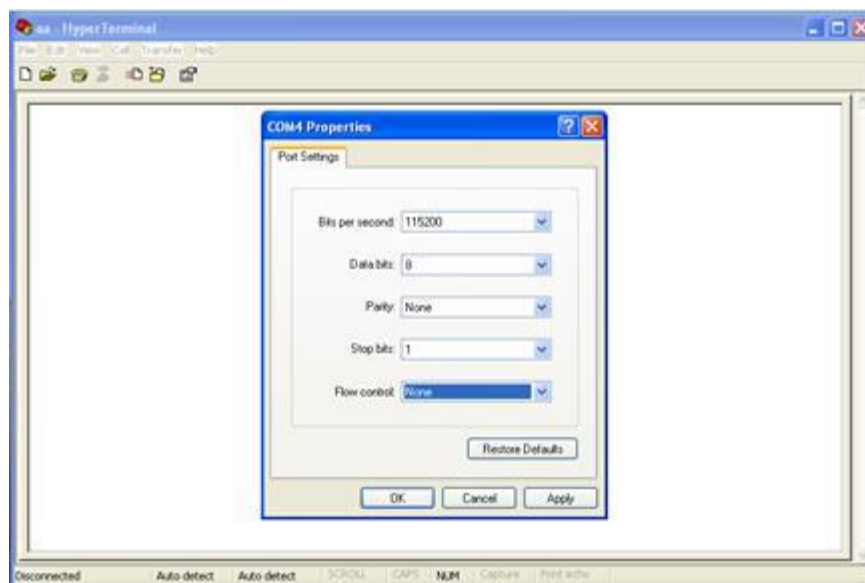 aa - HyperTerminal
File Edit View Call Transfer Help
COM4 Properties
Port Settings
Bits per second: 115200
Data bits: 8
Parity: None
Stop bits: 1
Flow control: None
Restore Defaults
OK Cancel Apply
Disconnected Auto detect Auto detect SCROLL CAPS NUM Capture Print echo